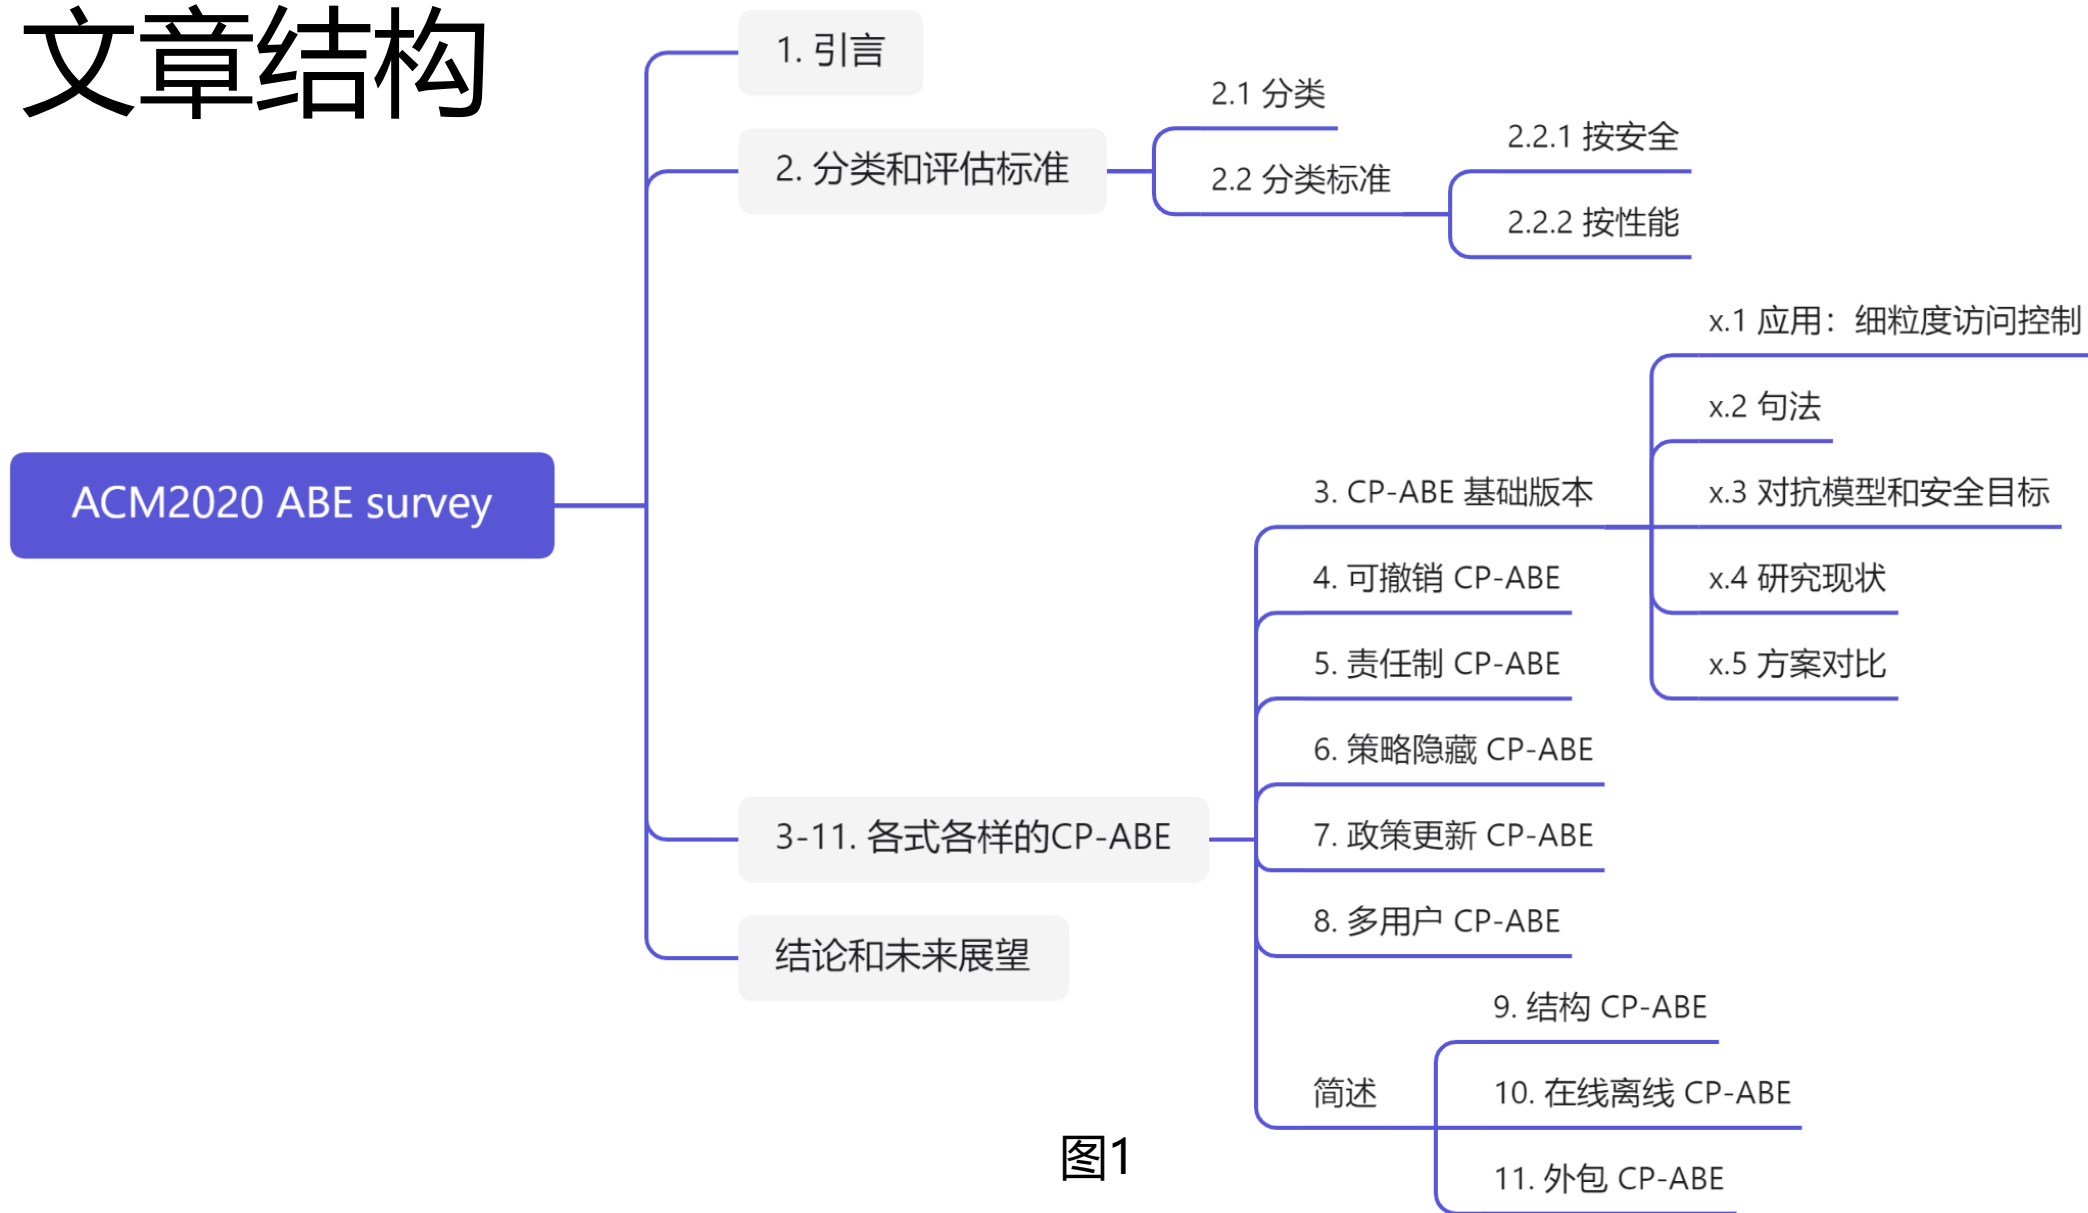 文章结构
ACM2020 ABE survey
1. 引言
2. 分类和评估标准
2.1 分类
2.2 分类标准
2.2.1 按安全
2.2.2 按性能
3-11. 各式各样的CP-ABE
3. CP-ABE 基础版本
x.1 应用：细粒度访问控制
x.2 句法
x.3 对抗模型和安全目标
x.4 研究现状
x.5 方案对比
4. 可撤销 CP-ABE
5. 责任制 CP-ABE
6. 策略隐藏 CP-ABE
7. 政策更新 CP-ABE
8. 多用户 CP-ABE
简述
9. 结构 CP-ABE
10. 在线离线 CP-ABE
11. 外包 CP-ABE
结论和未来展望
图1